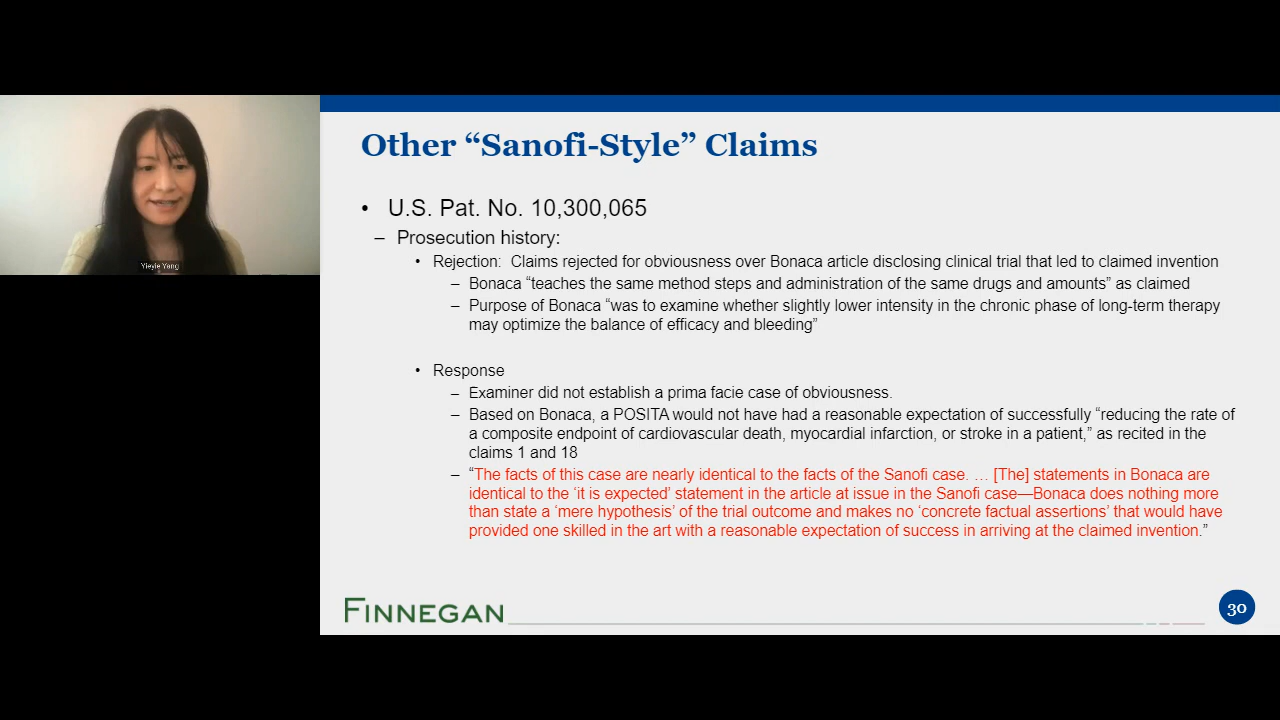 Other “Sanofi-Style” Claims
• U.S. Pat. No. 10,300,065
– Prosecution history:
• Rejection: Claims rejected for obviousness over Bonaca article disclosing clinical trial that led to claimed invention
– Bonaca “teaches the same method steps and administration of the same drugs and amounts” as claimed
– Purpose of Bonaca “was to examine whether slightly lower intensity in the chronic phase of long-term therapy
may optimize the balance of efficacy and bleeding”
• Response
– Examiner did not establish a prima facie case of obviousness.
– Based on Bonaca, a POSITA would not have had a reasonable expectation of successfully “reducing the rate of
a composite endpoint of cardiovascular death, myocardial infarction, or stroke in a patient,” as recited in the
claims 1 and 18
– “The facts of this case are nearly identical to the facts of the Sanofi case. … [The] statements in Bonaca are
identical to the ‘it is expected’ statement in the article at issue in the Sanofi case—Bonaca does nothing more
than state a ‘mere hypothesis’ of the trial outcome and makes no ‘concrete factual assertions’ that would have
provided one skilled in the art with a reasonable expectation of success in arriving at the claimed invention.”
FINNEGAN
30